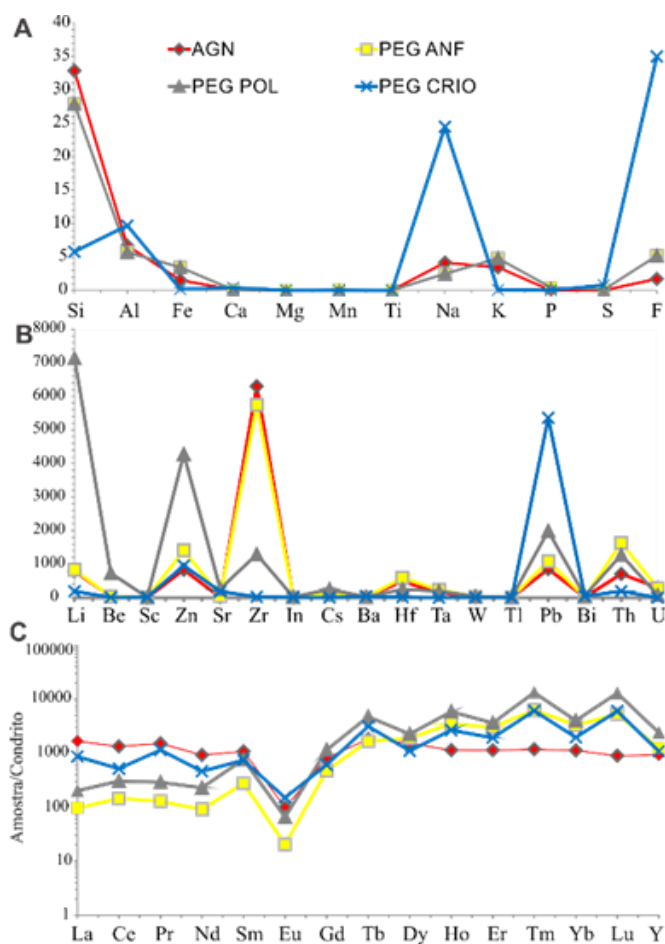 A
40
AGN
PEG ANF
35
PEG POL
PEG CRIO
30
25
20
15
10
5
0
Si Al Fe Ca Mg Mn Ti Na K P S F
B
8000
7000
6000
5000
4000
3000
2000
1000
0
Li Be Sc Zn Sr Zr In Cs Ba Hf Ta W Tl Pb Bi Th U
C
100000
10000
1000
100
10
1
Amostra/Condrito
La Ce Pr Nd Sm Eu Gd Tb Dy Ho Er Tm Yb Lu Y